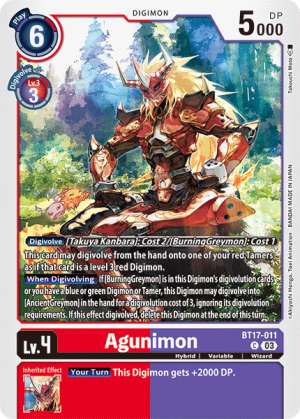 DIGIMON
Play
6
DP
5000
Digivolve
Lv.3
3
Digivolve [Takuya Kanbara]: Cost 2/[BurningGreymon]: Cost 1
This card may digivolve from the hand onto one of your red Tamers
as if that card is a level 3 red Digimon.
When Digivolving If [BurningGreymon] is in this Digimon's digivolution cards
or you have a blue or green Digimon or Tamer, this Digimon may digivolve into
[AncientGreymon] in the hand for a digivolution cost of 3, ignoring its digivolution
requirements. If this effect digivolved, delete this Digimon at the end of this turn.
BT17-011
Lv.4
Agunimon
C 03
Hybrid | Variable | Wizard
Inherited Effect
Your Turn This Digimon gets +2000 DP.